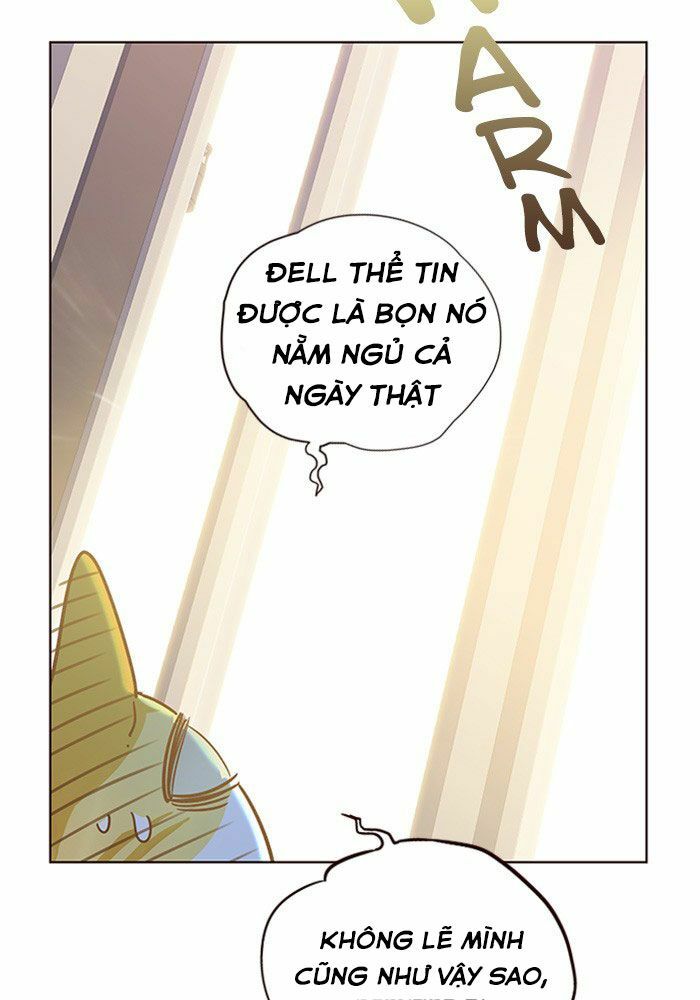 WARM
ĐELL THỂ TIN
ĐƯỢC LÀ BỌN NÓ
NẰM NGỦ CẢ
NGÀY THẬT
KHÔNG LẼ MÌNH
CŨNG NHƯ VẬY SAO,